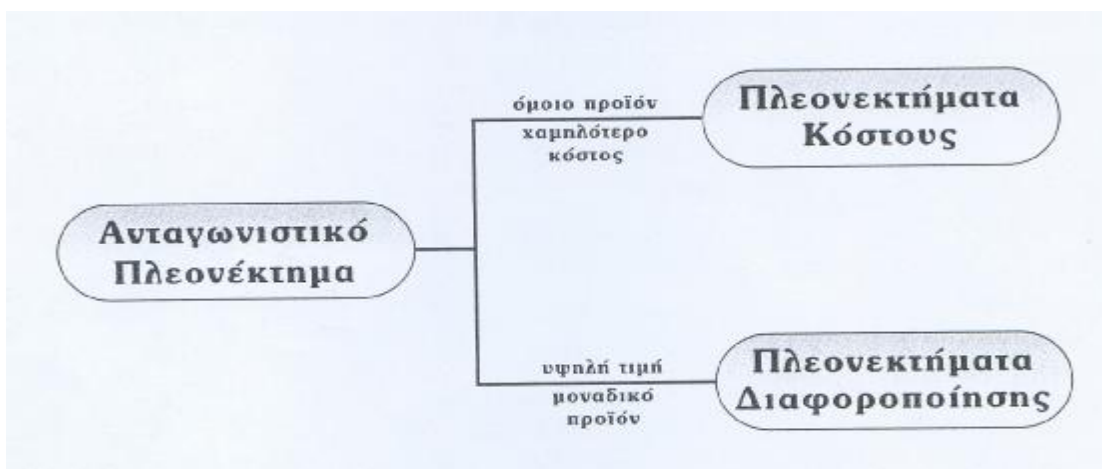 όμοιο προϊόν
χαμηλότερο
κόστος
Πλεονεκτήματα
Κόστους
Ανταγωνιστικό
Πλεονέκτημα
υψηλή τιμή
μοναδικό
προϊόν
Πλεονεκτήματα
Διαφοροποίησης